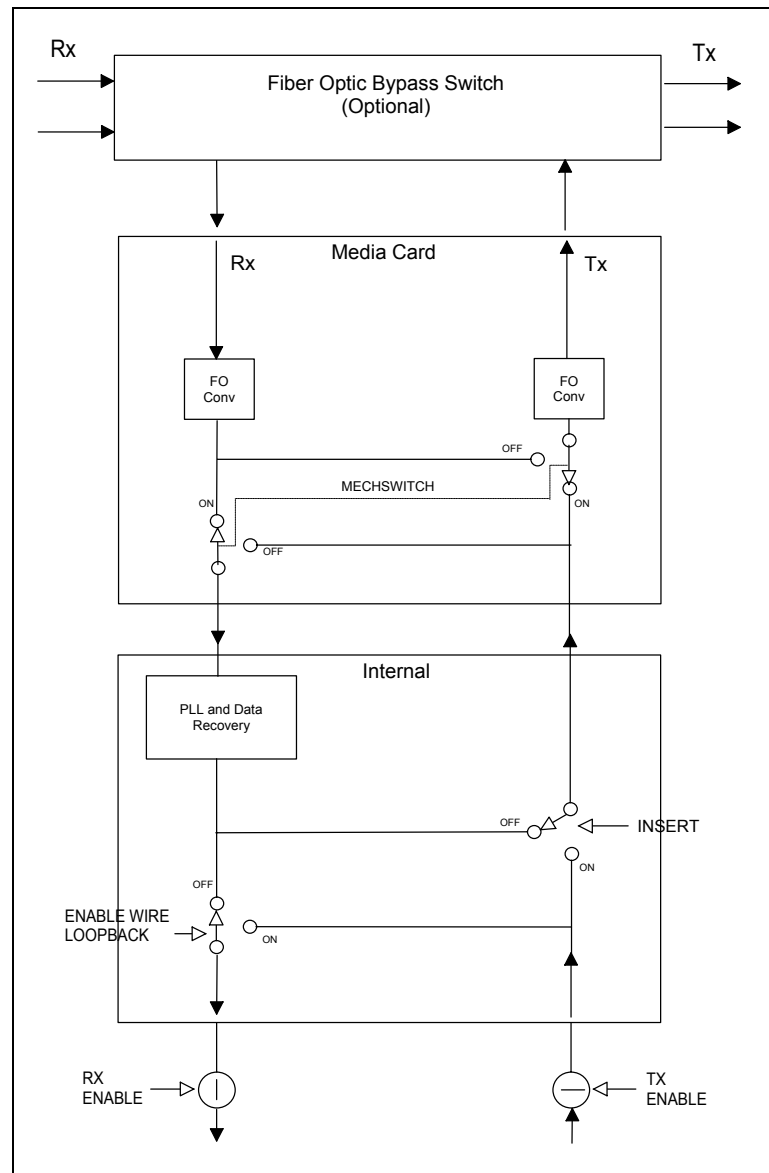 Rx
Tx
Fiber Optic Bypass Switch
(Optional)
Media Card
Rx
Tx
FO
Conv
FO
Conv
OFF
MECHSWITCH
ON
ON
OFF
Internal
PLL and Data
Recovery
OFF
INSERT
ON
OFF
ENABLE WIRE
LOOPBACK
ON
RX
ENABLE
TX
ENABLE